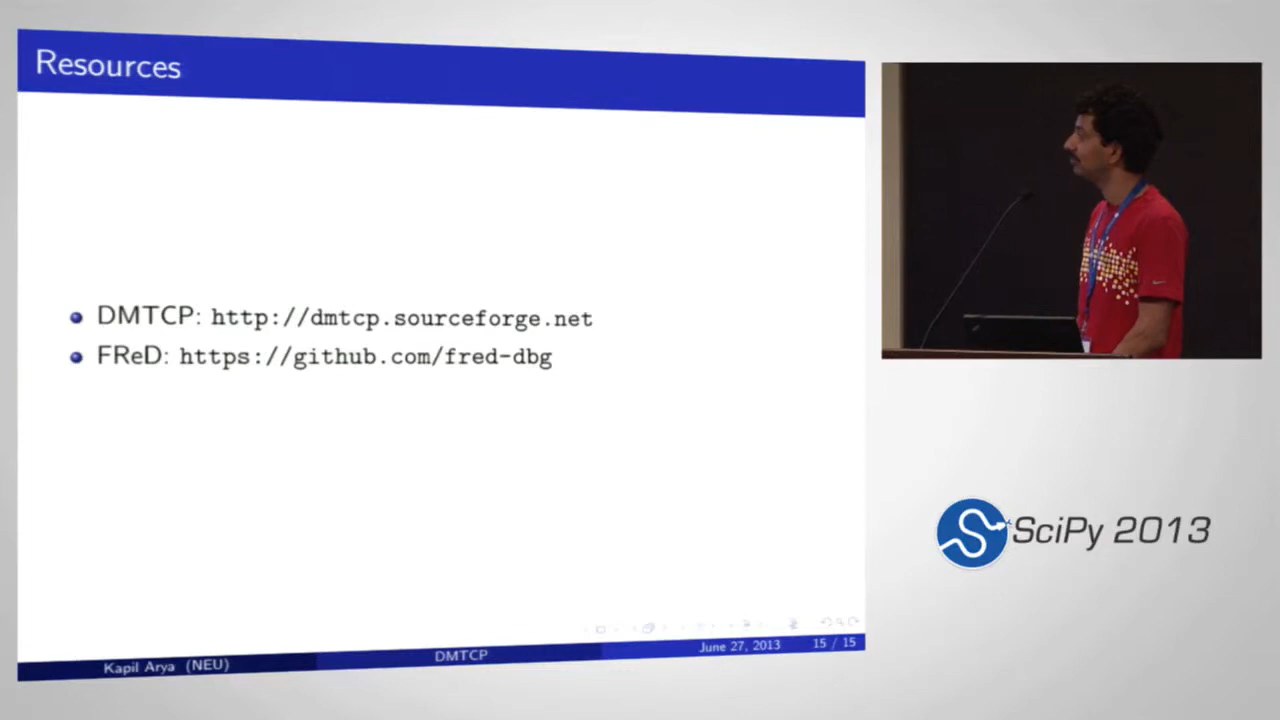 Resources
DMTCP: http://dmtcp.sourceforge.net
FReD: https://github.com/fred-dbg
Kapil Arya (NEU)
DMTCP
June 27, 2013
15 / 15
SciPy 2013